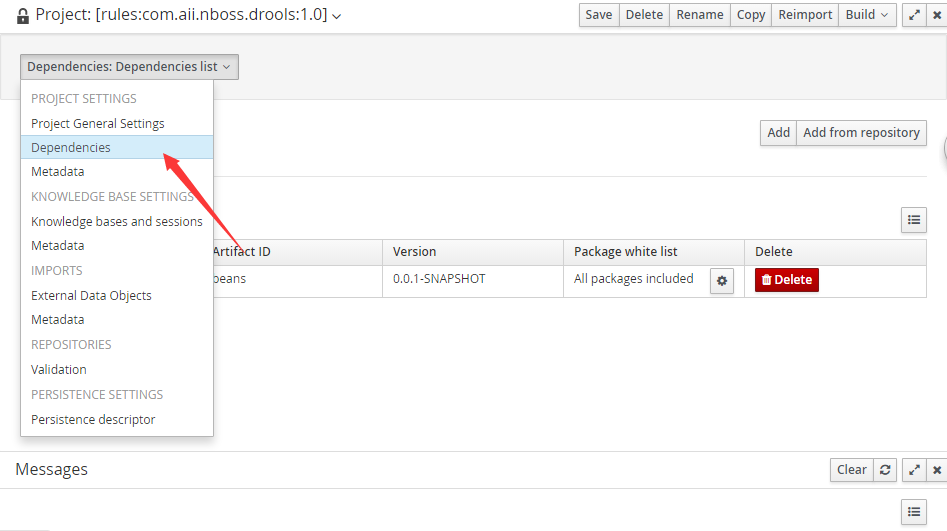 Project: [rules:com.aii.nboss.drools:1.0]
Save Delete Rename Copy Reimport Build
Dependencies: Dependencies list
PROJECT SETTINGS
Project General Settings
Dependencies
Metadata
KNOWLEDGE BASE SETTINGS
Knowledge bases and sessions
Metadata
IMPORTS
External Data Objects
Metadata
REPOSITORIES
Validation
PERSISTENCE SETTINGS
Persistence descriptor
Add Add from repository
Artifact ID Version Package white list Delete
beans 0.0.1-SNAPSHOT All packages included Delete
Messages Clear